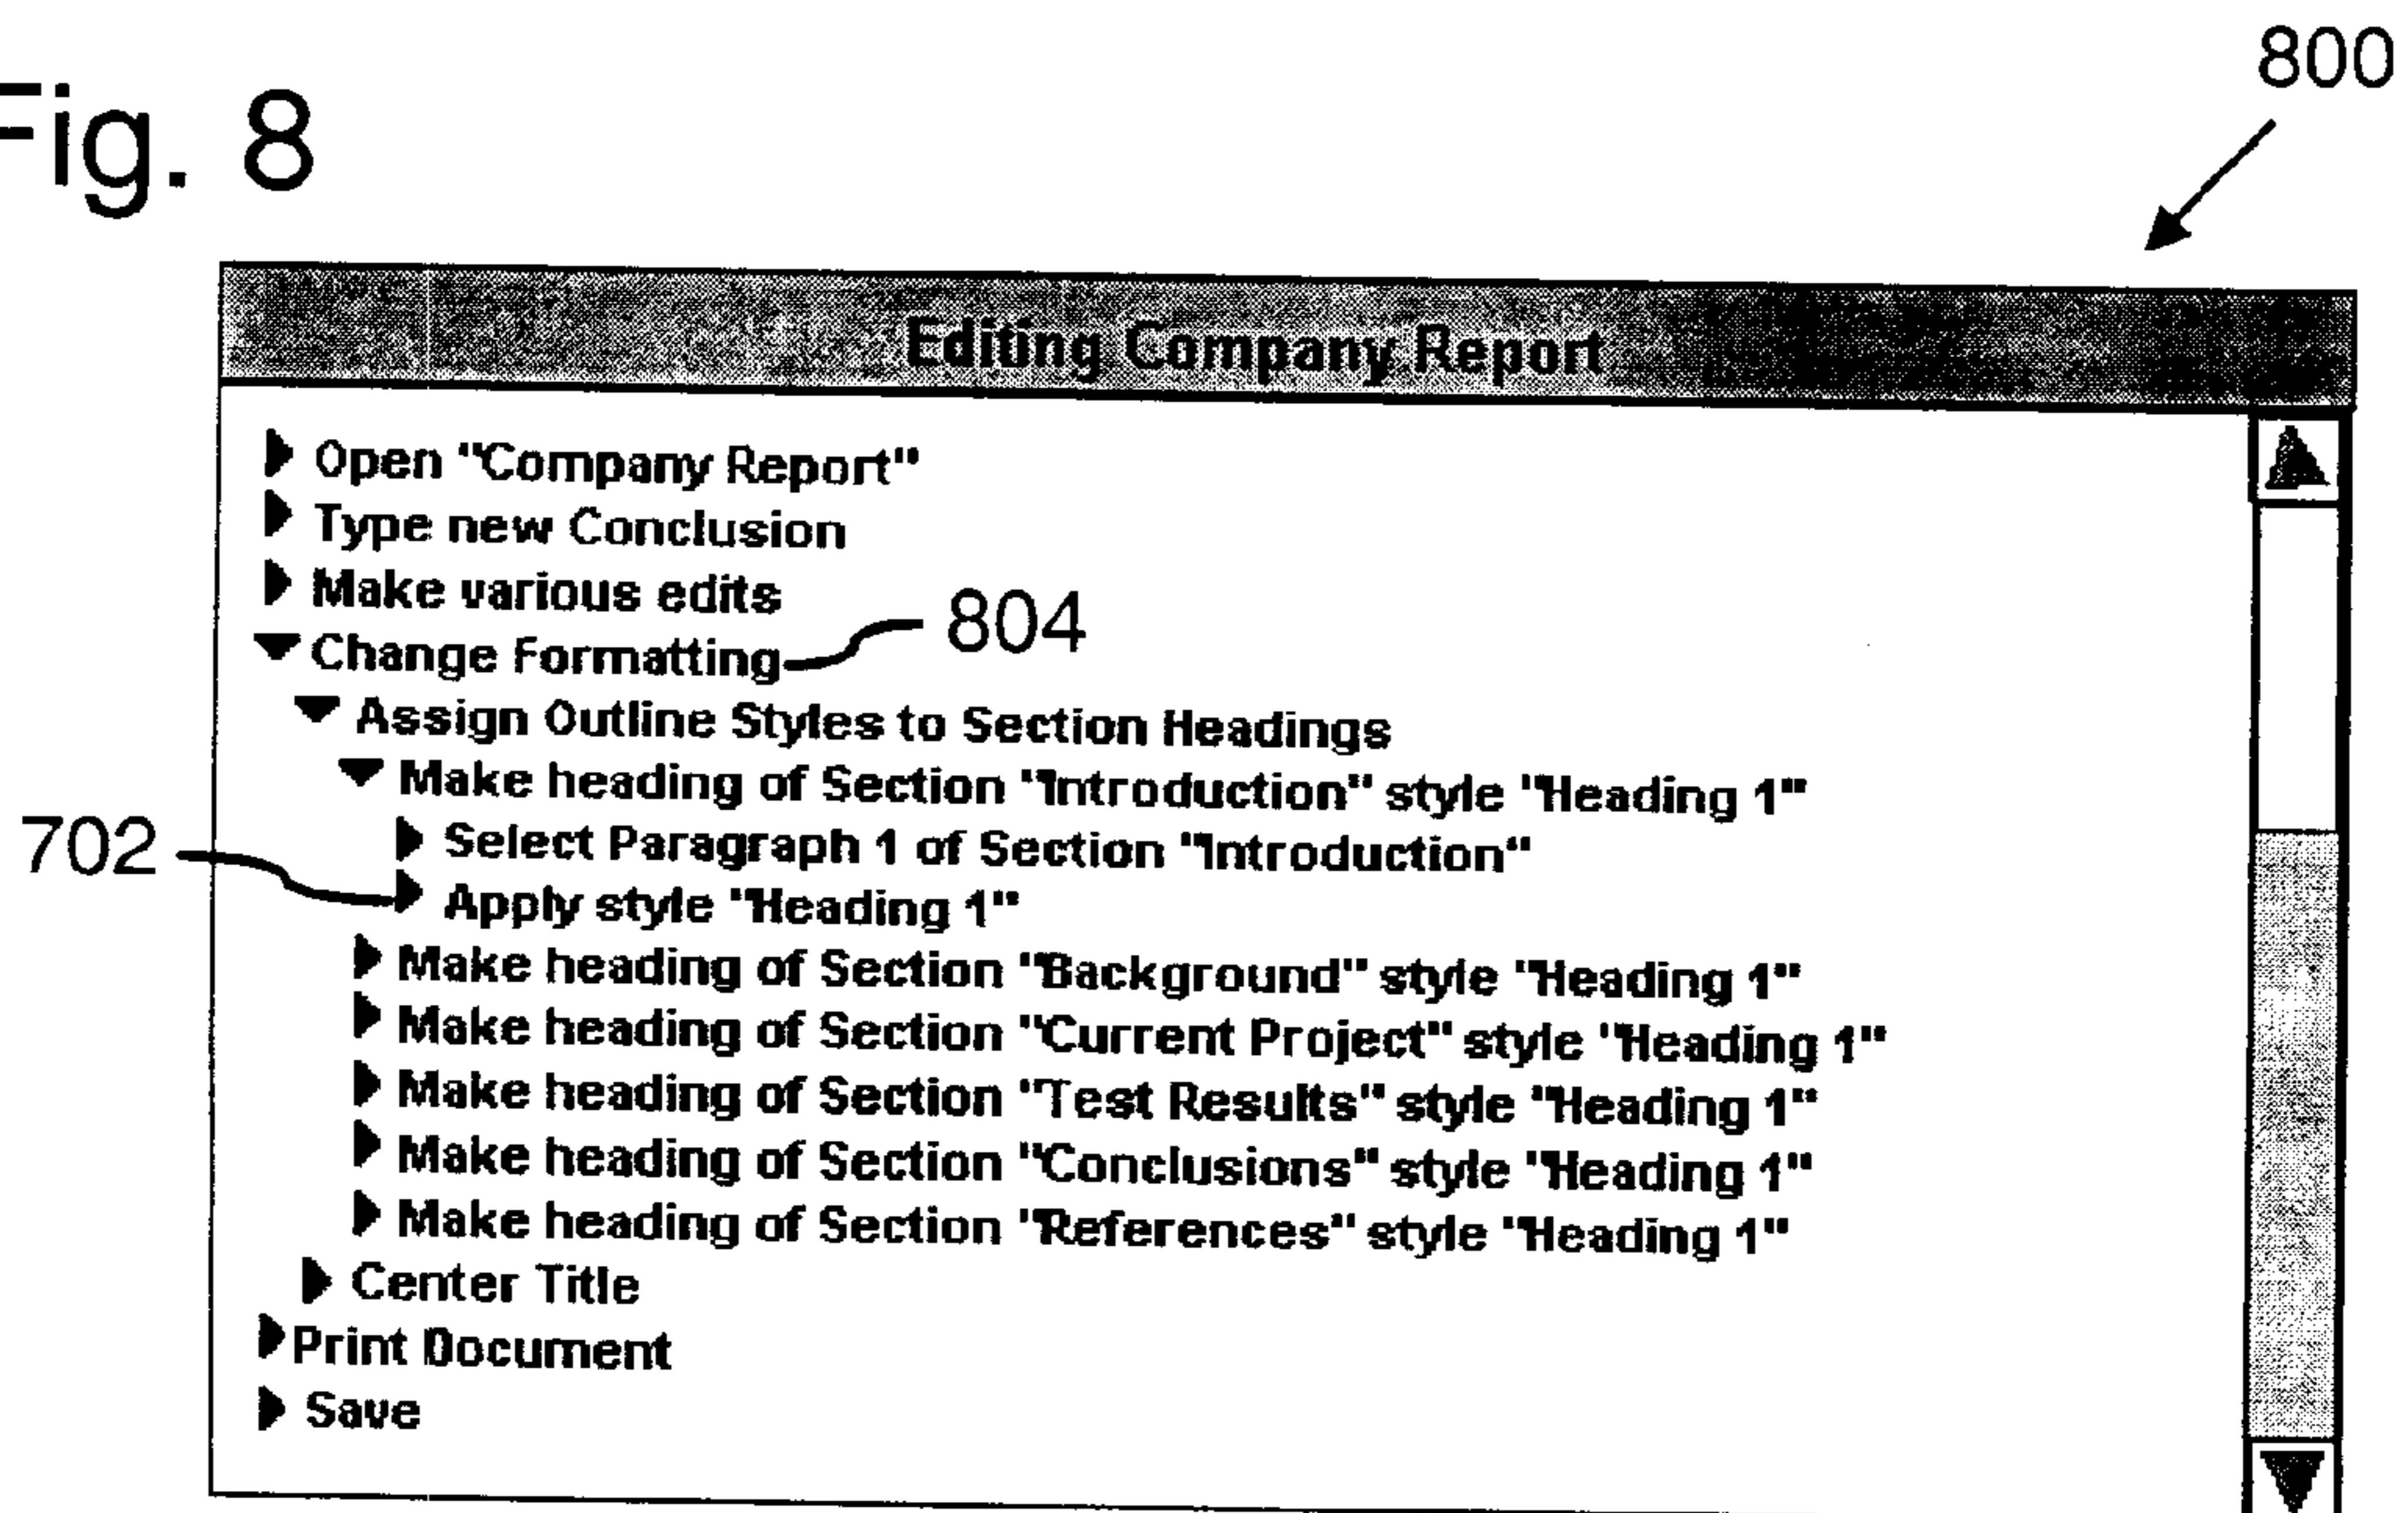 Fig. 8
800
Editing Company Report
Open "Company Report"
Type new Conclusion
Make various edits
Change Formatting
804
Assign Outline Styles to Section Headings
Make heading of Section "Introduction" style "Heading 1"
Select Paragraph 1 of Section "Introduction"
702
Apply style "Heading 1"
Make heading of Section "Background" style "Heading 1"
Make heading of Section "Current Project" style "Heading 1"
Make heading of Section "Test Results" style "Heading 1"
Make heading of Section "Conclusions" style "Heading 1"
Make heading of Section "References" style "Heading 1"
Center Title
Print Document
Save